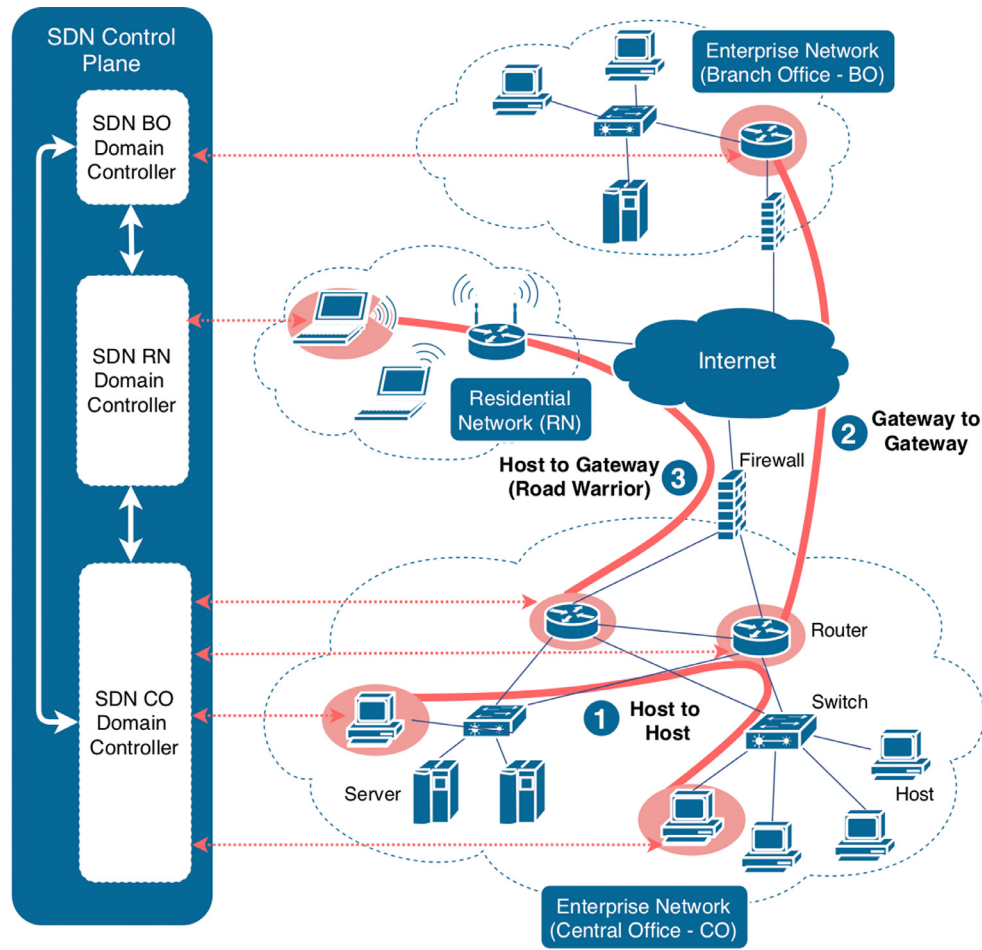 SDN Control
Plane
SDN BO
Domain
Controller
SDN RN
Domain
Controller
SDN CO
Domain
Controller
Enterprise Network
(Branch Office - BO)
Internet
Residential
Network (RN)
2
Gateway to
Gateway
Host to Gateway
(Road Warrior)
3
Firewall
Router
1
Host to
Host
Switch
Server
Host
Enterprise Network
(Central Office - CO)